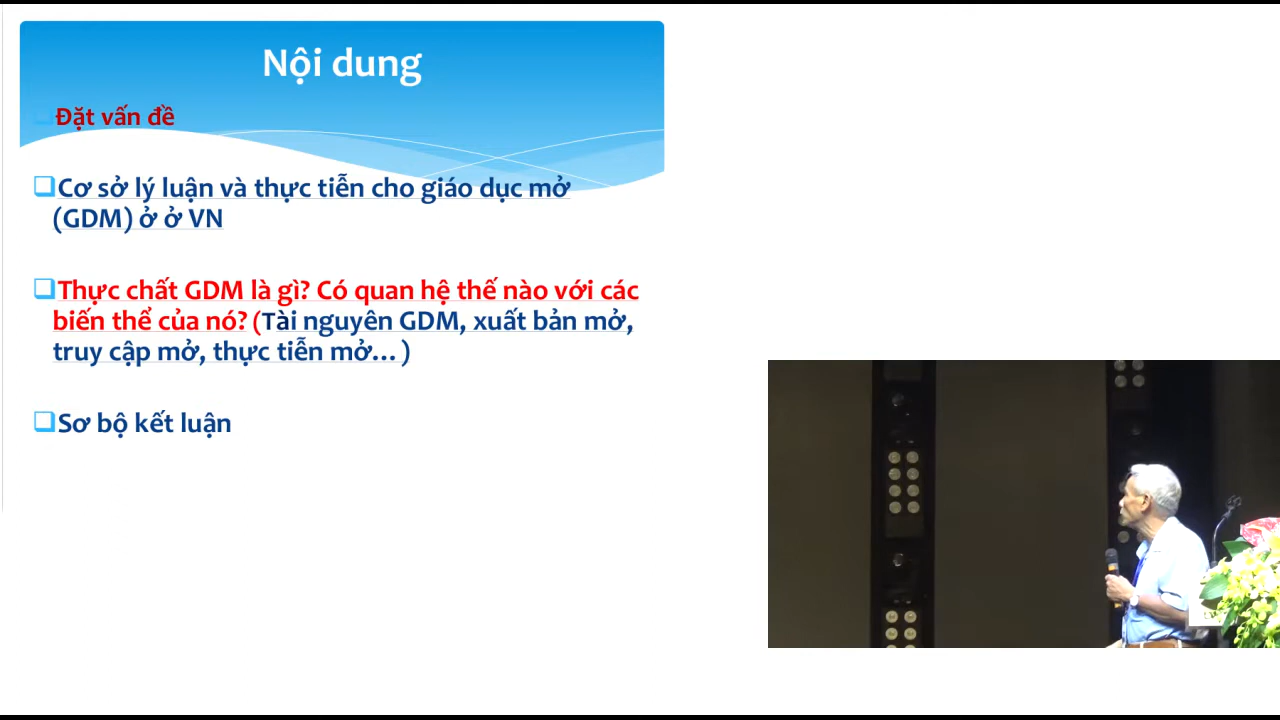 Nội dung
Đặt vấn đề
Cơ sở lý luận và thực tiễn cho giáo dục mở
(GDM) ở ở VN
Thực chất GDM là gì? Có quan hệ thế nào với các
biến thể của nó? (Tài nguyên GDM, xuất bản mở,
truy cập mở, thực tiễn mở... )
Sơ bộ kết luận